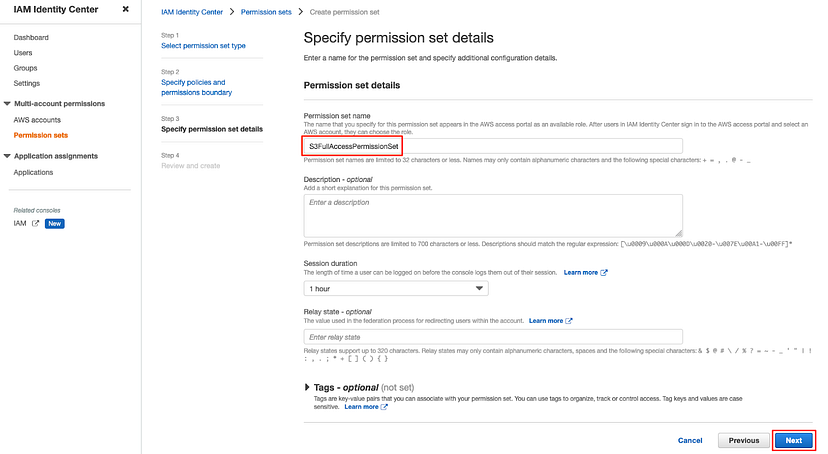 IAM Identity Center
Dashboard
Users
Groups
Settings
Multi-account permissions
AWS accounts
Permission sets
Application assignments
Applications
Related consoles
IAM New
IAM Identity Center > Permission sets > Create permission set
Step 1
Select permission set type
Step 2
Specify policies and
permissions boundary
Step 3
Specify permission set details
Step 4
Review and create
Specify permission set details
Enter a name for the permission set and specify additional configuration details.
Permission set details
Permission set name
The name that you specify for this permission set appears in the AWS access portal as an available role. After users in IAM Identity Center sign in to the AWS access portal and select an
AWS account, they can choose the role.
S3FullAccessPermissionSet
Permission set names are limited to 32 characters or less. Names may only contain alphanumeric characters and the following special characters: + = , . @ - _
Description - optional
Add a short explanation for this permission set.
Enter a description
Permission set descriptions are limited to 700 characters or less. Descriptions should match the regular expression: [\u0009\u000A\u000D\u0020-\u007E\u00A1-\u00FF]*
Session duration
The length of time a user can be logged on before the console logs them out of their session. Learn more
1 hour
Relay state - optional
The value used in the federation process for redirecting users within the account. Learn more
Enter relay state
Relay states support up to 320 characters. Relay states may only contain alphanumeric characters, spaces and the following special characters: & $ @ # \ / % ? = ~ - _ ' " | !
: , . ; * + [ ] ( ) { }
Tags - optional (not set)
Tags are key-value pairs that you can associate with your permission set. You can use tags to organize, track or control access. Tag keys and values are case
sensitive. Learn more
Cancel Previous Next